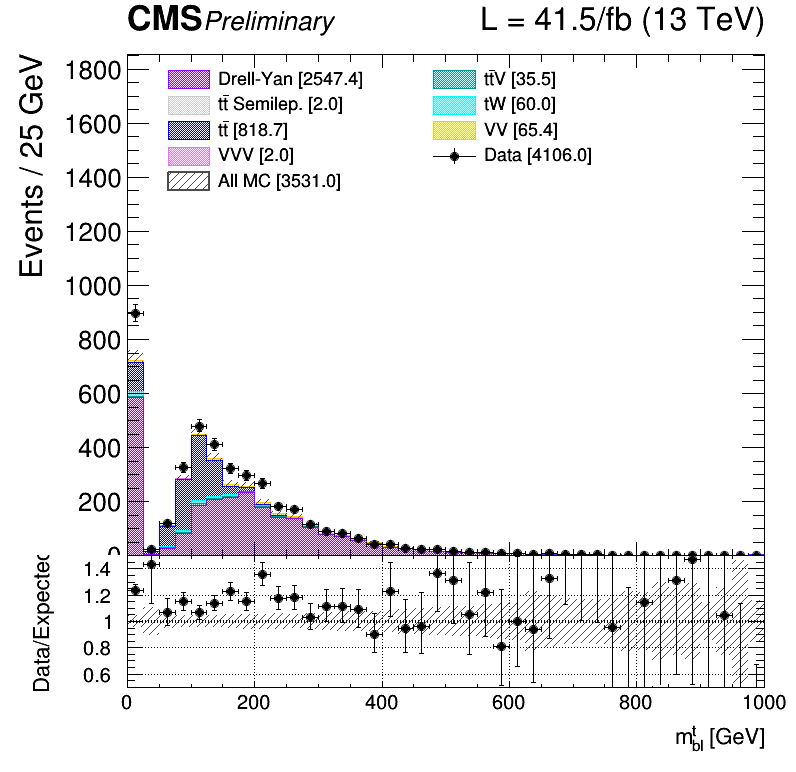 CMS Preliminary L = 41.5/fb (13 TeV)
Events / 25 GeV
1800
1600
1400
1200
1000
800
600
400
200
0
Drell-Yan [2547.4]
tt̄ Semilep. [2.0]
tt̄ [818.7]
VVV [2.0]
All MC [3531.0]
tt̄V [35.5]
tW [60.0]
VV [65.4]
Data [4106.0]
Data/Expected
1.4
1.2
1
0.8
0.6
0 200 400 600 800 1000
m^t_bl [GeV]